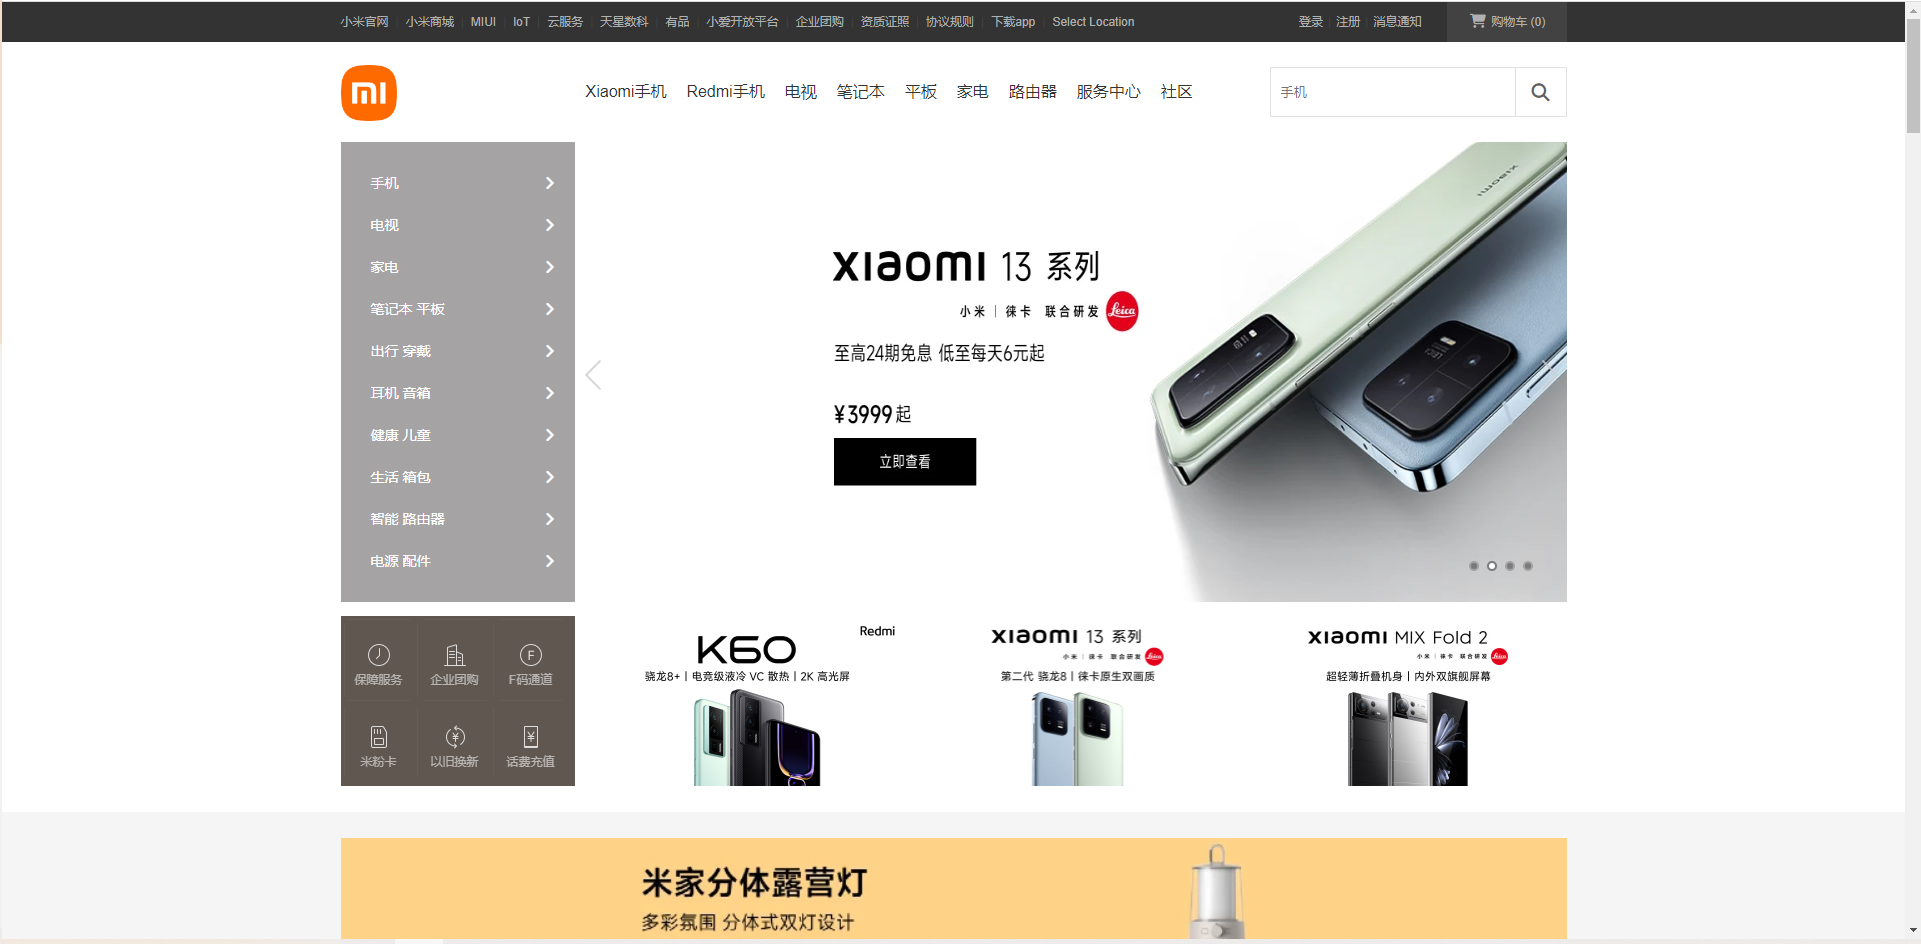 小米官网 小米商城 MIUI IoT 云服务 天星数科 有品 小爱开放平台 企业团购 资质证照 协议规则 下载app Select Location 登录 注册 消息通知 购物车 (0)
Xiaomi手机 Redmi手机 电视 笔记本 平板 家电 路由器 服务中心 社区 手机
手机
电视
家电
笔记本 平板
出行 穿戴
耳机 音箱
健康 儿童
生活 箱包
智能 路由器
电源 配件
xiaomi 13 系列
小米 | 徕卡 联合研发 Leica
至高24期免息 低至每天6元起
¥3999起
立即查看
xiaomi
保障服务 企业团购 F码通道
米粉卡 以旧换新 话费充值
Redmi
K60
骁龙8+ | 电竞级液冷 VC 散热 | 2K 高光屏
xiaomi 13 系列
小米 | 徕卡 联合研发 Leica
第二代 骁龙8 | 徕卡原生双画质
xiaomi MIX Fold 2
小米 | 徕卡 联合研发 Leica
超轻薄折叠机身 | 内外双旗舰屏幕
米家分体露营灯
多彩氛围 分体式双灯设计